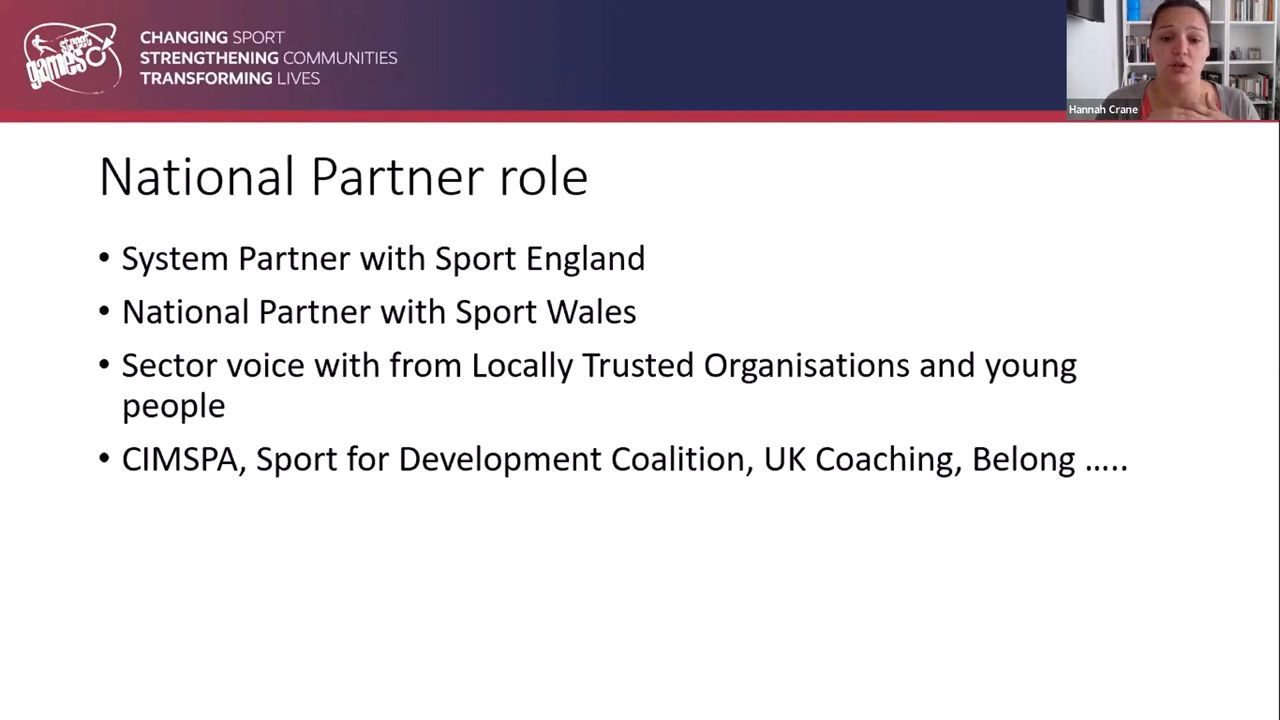 street
games
CHANGING SPORT
STRENGTHENING COMMUNITIES
TRANSFORMING LIVES
Hannah Crane
National Partner role
• System Partner with Sport England
• National Partner with Sport Wales
• Sector voice with from Locally Trusted Organisations and young
people
• CIMSPA, Sport for Development Coalition, UK Coaching, Belong …..